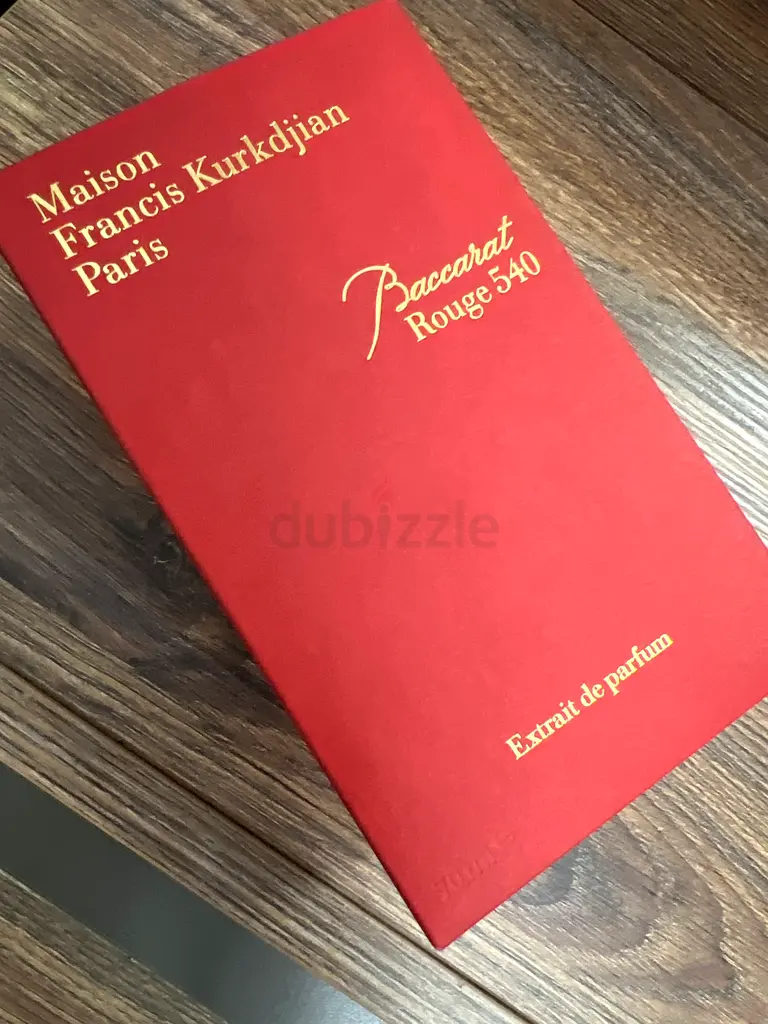 Maison
Francis Kurkdjian
Paris
Baccarat
Rouge 540
dubizzle
Extrait de parfum